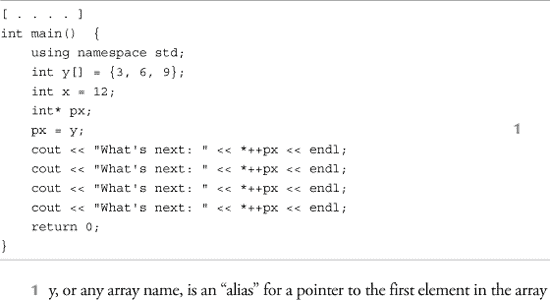 [ . . . . ]
int main()  {
    using namespace std;
    int y[] = {3, 6, 9};
    int x = 12;
    int* px;
    px = y; 1
    cout << "What's next: " << *++px << endl;
    cout << "What's next: " << *++px << endl;
    cout << "What's next: " << *++px << endl;
    cout << "What's next: " << *++px << endl;
    return 0;
}
1 y, or any array name, is an “alias” for a pointer to the first element in the array